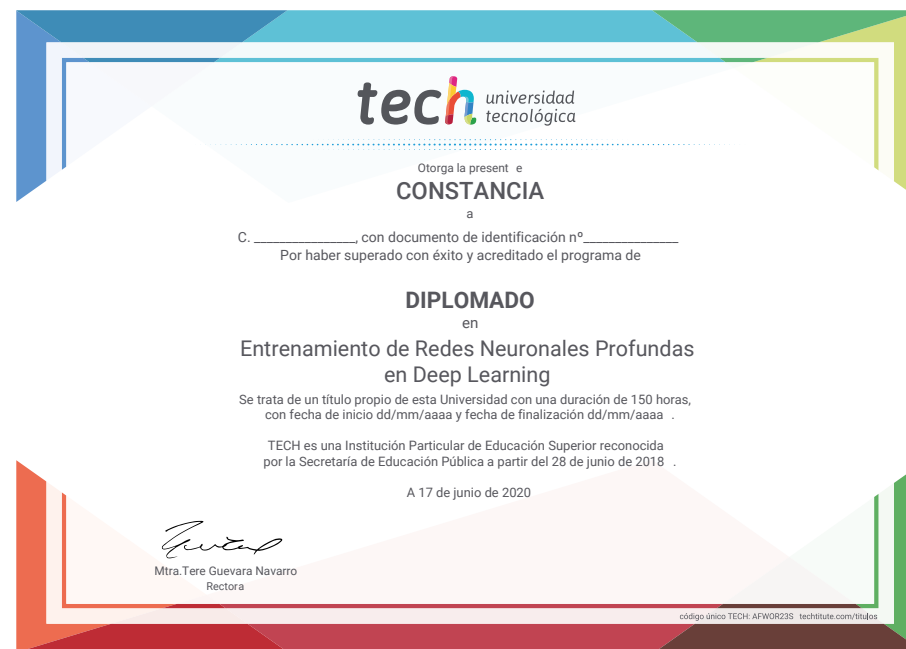 tech universidad
tecnológica
Otorga la present e
CONSTANCIA
a
C. _______________, con documento de identificación nº______________
Por haber superado con éxito y acreditado el programa de
DIPLOMADO
en
Entrenamiento de Redes Neuronales Profundas
en Deep Learning
Se trata de un título propio de esta Universidad con una duración de 150 horas,
con fecha de inicio dd/mm/aaaa y fecha de finalización dd/mm/aaaa .
TECH es una Institución Particular de Educación Superior reconocida
por la Secretaría de Educación Pública a partir del 28 de junio de 2018 .
A 17 de junio de 2020
Mtra.Tere Guevara Navarro
Rectora
código único TECH: AFWOR23S techtitute.com/titulos